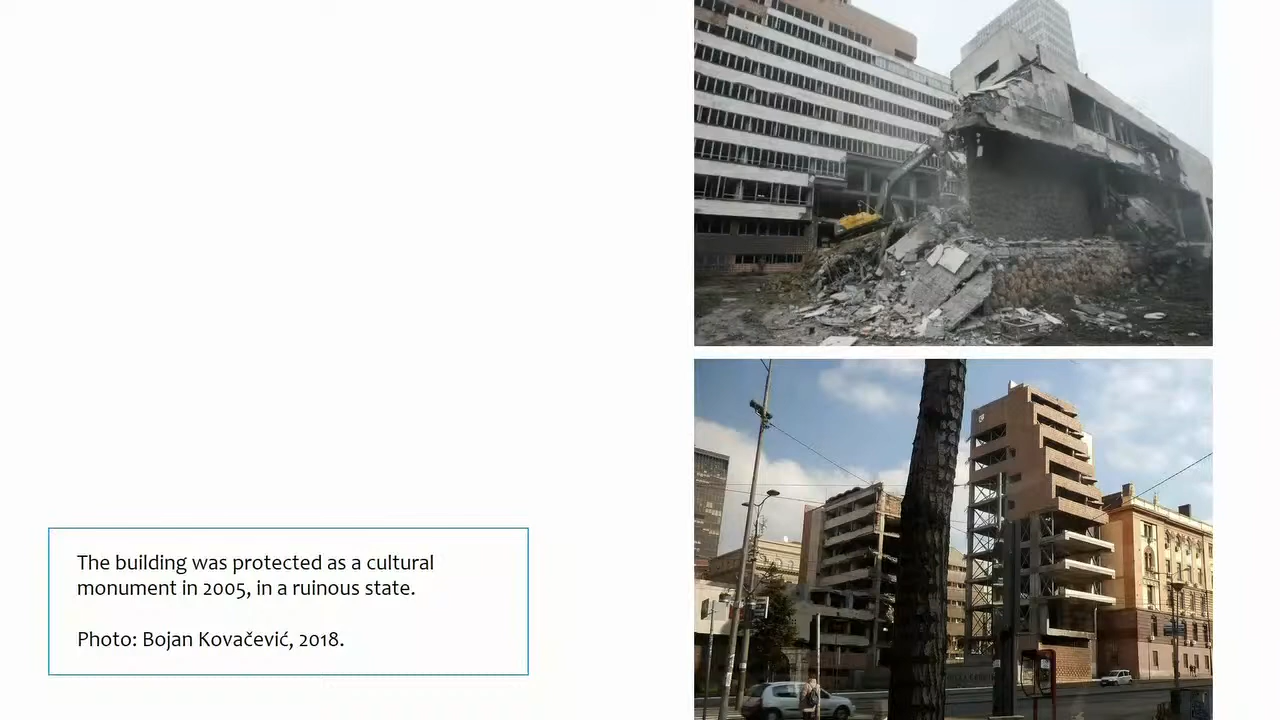 The building was protected as a cultural
monument in 2005, in a ruinous state.
Photo: Bojan Kovačević, 2018.